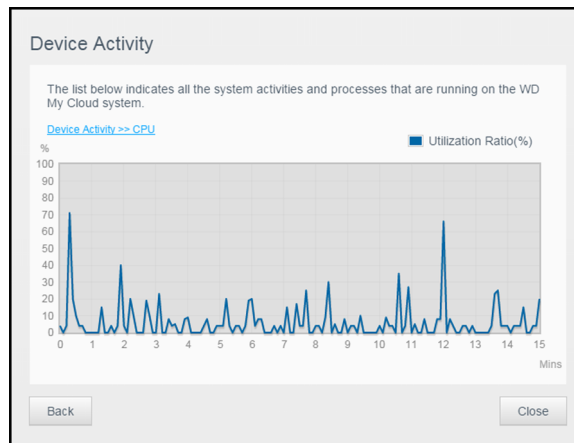 Device Activity
The list below indicates all the system activities and processes that are running on the WD
My Cloud system.
Device Activity >> CPU
%
Utilization Ratio(%)
100
90
80
70
60
50
40
30
20
10
0
0 1 2 3 4 5 6 7 8 9 10 11 12 13 14 15
Mins
Back Close